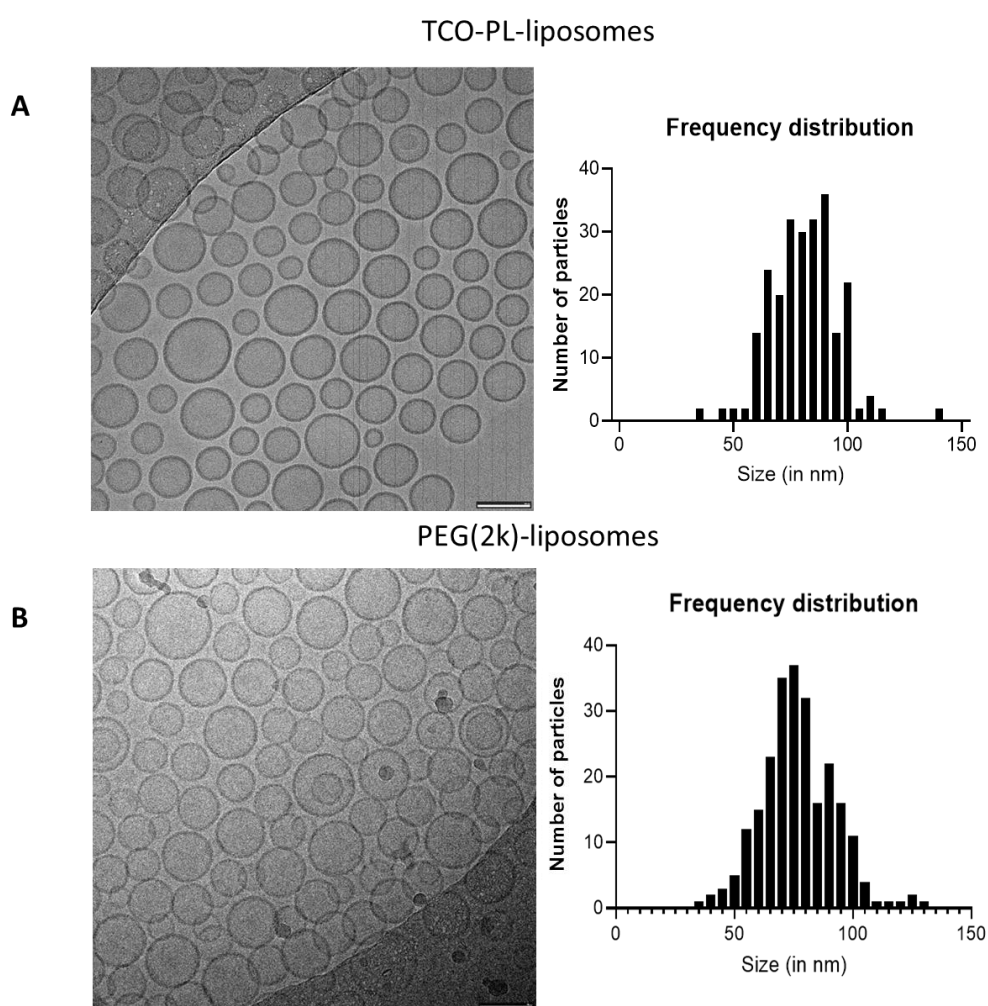 TCO-PL-liposomes
A
Frequency distribution
Number of particles
40
30
20
10
0
0 50 100 150
Size (in nm)
PEG(2k)-liposomes
B
Frequency distribution
Number of particles
40
30
20
10
0
0 50 100 150
Size (in nm)